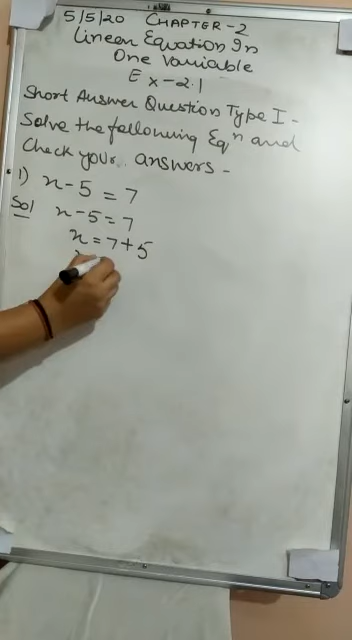 5/5/20 CHAPTER-2
Linear Equation In
One Variable
Ex-2.1
Short Answer Question Type I-
Solve the following Eqⁿ and
Check your answers-
1) x-5=7
Sol x-5=7
x=7+5